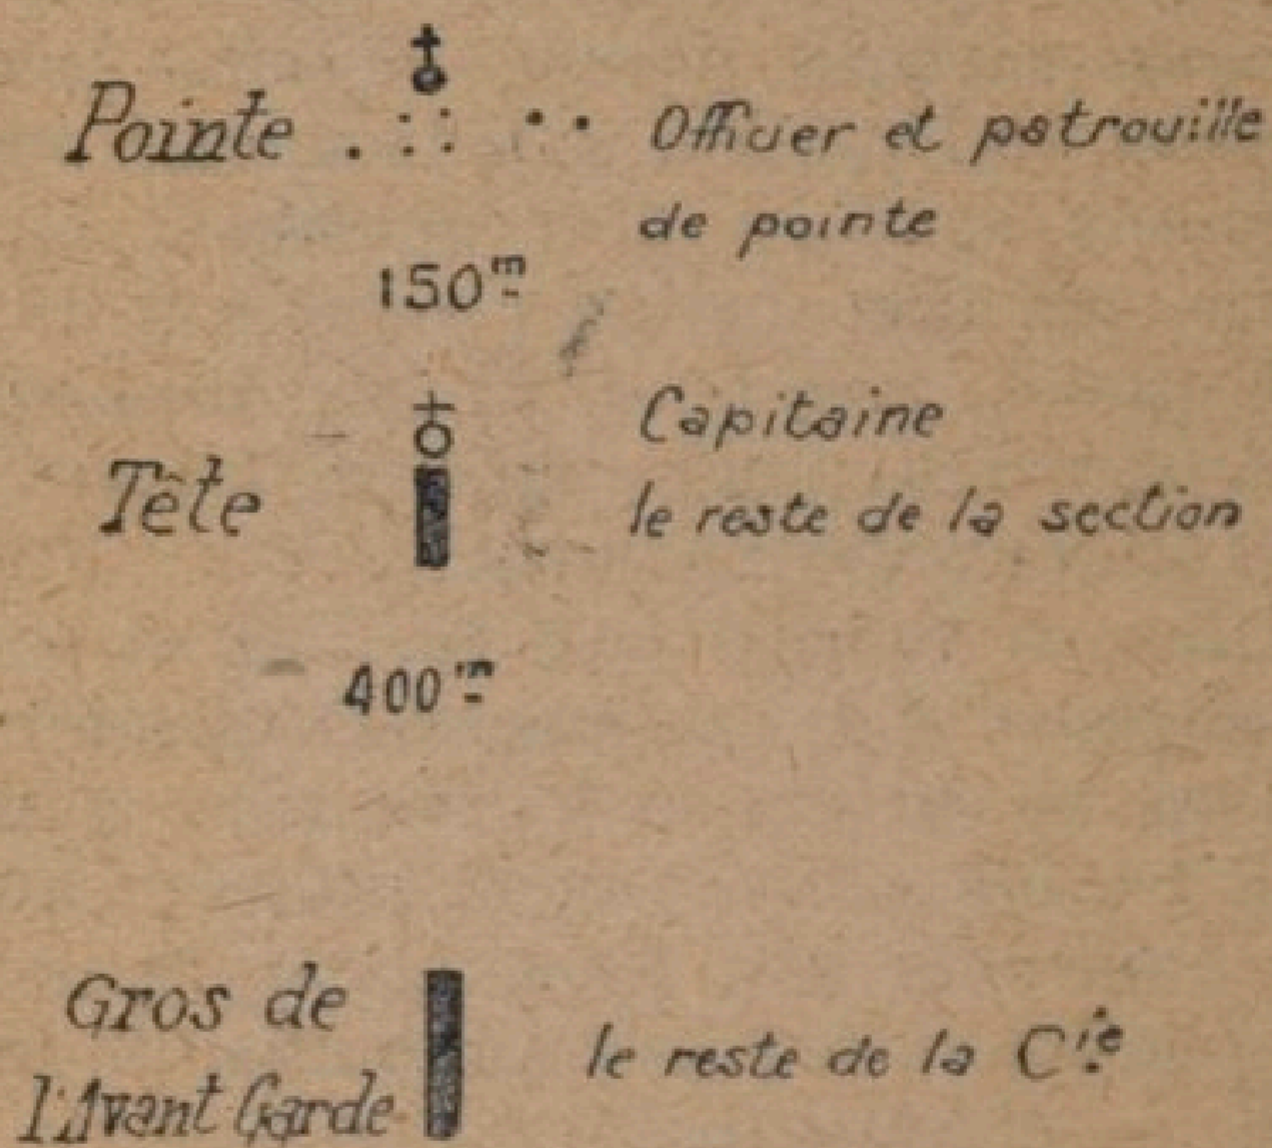 Pointe Officier et patrouille
de pointe
150m
Capitaine
Tête le reste de la section
400m
Gros de
l'Avant Garde le reste de la Cie